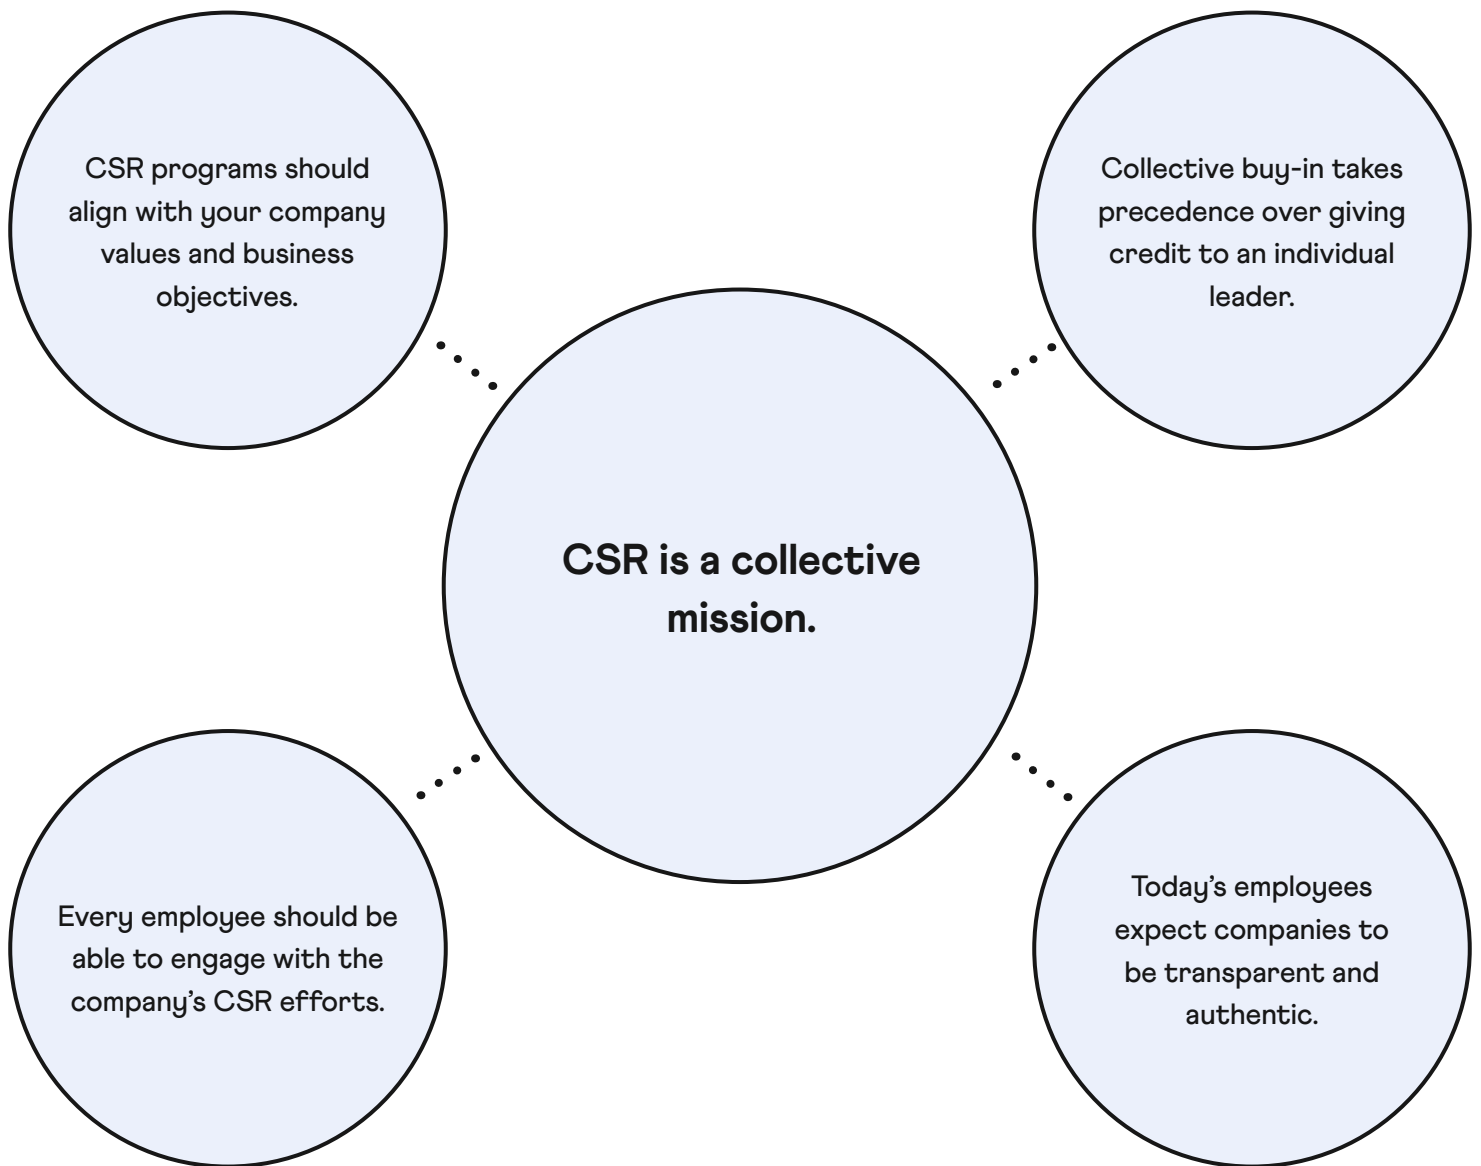 CSR programs should
align with your company
values and business
objectives.
Collective buy-in takes
precedence over giving
credit to an individual
leader.
CSR is a collective
mission.
Every employee should be
able to engage with the
company’s CSR efforts.
Today’s employees
expect companies to
be transparent and
authentic.